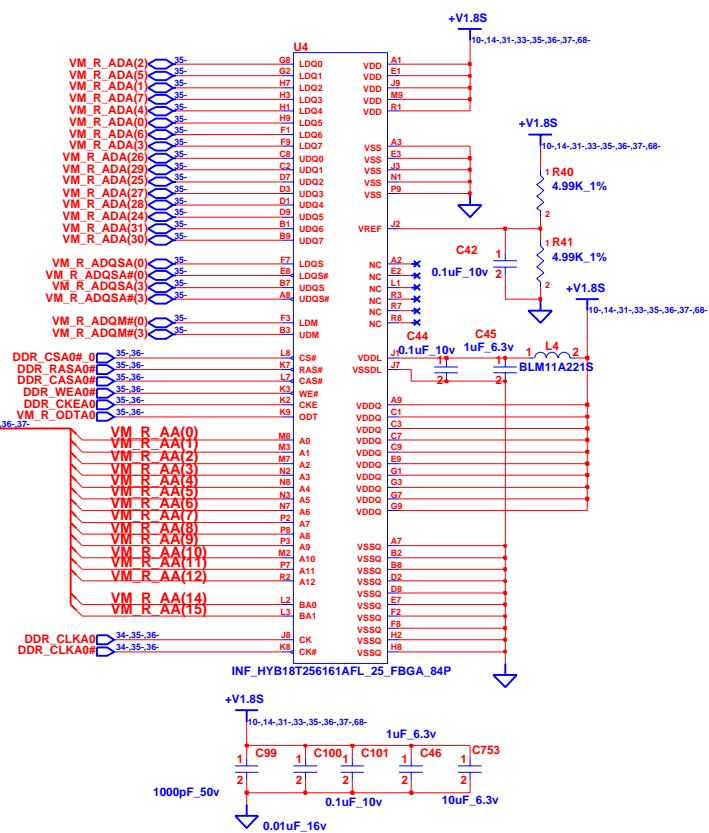 +V1.8S
10-,14-,31-,33-,35-,36-,37-,68-
U4
VM_R_ADA(2) 35- G8 LDQ0 VDD A1
VM_R_ADA(5) 35- G2 LDQ1 VDD E1
VM_R_ADA(1) 35- H7 LDQ2 VDD J9
VM_R_ADA(7) 35- H3 LDQ3 VDD M9
VM_R_ADA(4) 35- H1 LDQ4 VDD R1
VM_R_ADA(0) 35- H9 LDQ5
VM_R_ADA(6) 35- F1 LDQ6
VM_R_ADA(3) 35- F9 LDQ7 VSS A3
VM_R_ADA(26) 35- C8 UDQ0 VSS E3
VM_R_ADA(29) 35- C2 UDQ1 VSS J3
VM_R_ADA(25) 35- D7 UDQ2 VSS N1
VM_R_ADA(27) 35- D3 UDQ3 VSS P9
VM_R_ADA(28) 35- D1 UDQ4
VM_R_ADA(24) 35- D9 UDQ5
VM_R_ADA(31) 35- B1 UDQ6 VREF J2
VM_R_ADA(30) 35- B9 UDQ7
+V1.8S
10-,14-,31-,33-,35-,36-,37-,68-
1 R40
4.99K_1%
2
1 R41
4.99K_1%
2
C42
1
0.1uF_10v
2
VM_R_ADQSA(0) 35- F7 LDQS NC A2
VM_R_ADQSA#(0) 35- E8 LDQS# NC E2
VM_R_ADQSA(3) 35- B7 UDQS NC L1
VM_R_ADQSA#(3) 35- A8 UDQS# NC R3
NC R7
VM_R_ADQM#(0) 35- F3 LDM NC R8
VM_R_ADQM#(3) 35- B3 UDM
+V1.8S
10-,14-,31-,33-,35-,36-,37-,68-
C44
0.1uF_10v
1
2
C45
1uF_6.3v
1
2
L4
1 2
BLM11A221S
DDR_CSA0#_0 35-,36- L8 CS# VDDL J1
DDR_RASA0# 35-,36- K7 RAS# VSSDL J7
DDR_CASA0# 35-,36- L7 CAS#
DDR_WEA0# 35-,36- K3 WE#
DDR_CKEA0 35-,36- K2 CKE VDDQ A9
VM_R_ODTA0 35-,36- K9 ODT VDDQ C1
,36-,37-
VDDQ C3
VM_R_AA(0) M8 A0 VDDQ C7
VM_R_AA(1) M3 A1 VDDQ C9
VM_R_AA(2) M7 A2 VDDQ E9
VM_R_AA(3) N2 A3 VDDQ G1
VM_R_AA(4) N8 A4 VDDQ G3
VM_R_AA(5) N3 A5 VDDQ G7
VM_R_AA(6) N7 A6 VDDQ G9
VM_R_AA(7) P2 A7
VM_R_AA(8) P8 A8
VM_R_AA(9) P3 A9 VSSQ A7
VM_R_AA(10) M2 A10 VSSQ B2
VM_R_AA(11) P7 A11 VSSQ B8
VM_R_AA(12) R2 A12 VSSQ D2
VSSQ D8
VM_R_AA(14) L2 BA0 VSSQ E7
VM_R_AA(15) L3 BA1 VSSQ F2
VSSQ F8
DDR_CLKA0 34-,35-,36- J8 CK VSSQ H2
DDR_CLKA0# 34-,35-,36- K8 CK# VSSQ H8
INF_HYB18T256161AFL_25_FBGA_84P
+V1.8S
10-,14-,31-,33-,35-,36-,37-,68-
1uF_6.3v
C99 C100 C101 C46 C753
1 1 1 1 1
2 2 2 2 2
1000pF_50v
0.1uF_10v
10uF_6.3v
0.01uF_16v